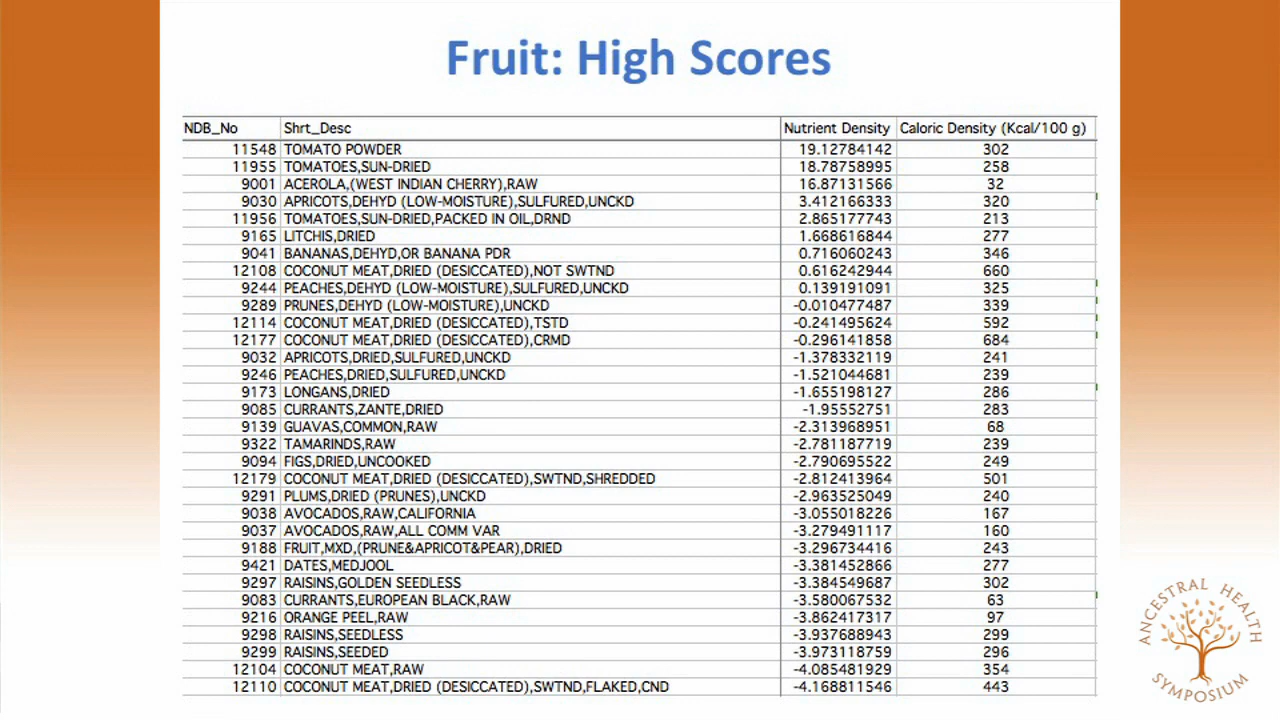 Fruit: High Scores
NDB_No Shrt_Desc Nutrient Density Caloric Density (Kcal/100 g)
11548 TOMATO POWDER 19.12784142 302
11955 TOMATOES,SUN-DRIED 18.78758995 258
9001 ACEROLA,(WEST INDIAN CHERRY),RAW 16.87131566 32
9030 APRICOTS,DEHYD (LOW-MOISTURE),SULFURED,UNCKD 3.412166333 320
11956 TOMATOES,SUN-DRIED,PACKED IN OIL,DRND 2.865177743 213
9165 LITCHIS,DRIED 1.668616844 277
9041 BANANAS,DEHYD,OR BANANA PDR 0.716060243 346
12108 COCONUT MEAT,DRIED (DESICCATED),NOT SWTND 0.616242944 660
9244 PEACHES,DEHYD (LOW-MOISTURE),SULFURED,UNCKD 0.139191091 325
9289 PRUNES,DEHYD (LOW-MOISTURE),UNCKD -0.010477487 339
12114 COCONUT MEAT,DRIED (DESICCATED),TSTD -0.241495624 592
12177 COCONUT MEAT,DRIED (DESICCATED),CRMD -0.296141858 684
9032 APRICOTS,DRIED,SULFURED,UNCKD -1.378332119 241
9246 PEACHES,DRIED,SULFURED,UNCKD -1.521044681 239
9173 LONGANS,DRIED -1.655198127 286
9085 CURRANTS,ZANTE,DRIED -1.95552751 283
9139 GUAVAS,COMMON,RAW -2.313968951 68
9322 TAMARINDS,RAW -2.781187719 239
9094 FIGS,DRIED,UNCOOKED -2.790695522 249
12179 COCONUT MEAT,DRIED (DESICCATED),SWTND,SHREDDED -2.812413964 501
9291 PLUMS,DRIED (PRUNES),UNCKD -2.963525049 240
9038 AVOCADOS,RAW,CALIFORNIA -3.055018226 167
9037 AVOCADOS,RAW,ALL COMM VAR -3.279491117 160
9188 FRUIT,MXD,(PRUNE&APRICOT&PEAR),DRIED -3.296734416 243
9421 DATES,MEDJOOL -3.381452866 277
9297 RAISINS,GOLDEN SEEDLESS -3.384549687 302
9083 CURRANTS,EUROPEAN BLACK,RAW -3.580067532 63
9216 ORANGE PEEL,RAW -3.862417317 97
9298 RAISINS,SEEDLESS -3.937688943 299
9299 RAISINS,SEEDED -3.973118759 296
12104 COCONUT MEAT,RAW -4.085481929 354
12110 COCONUT MEAT,DRIED (DESICCATED),SWTND,FLAKED,CND -4.168811546 443
ANCESTRAL HEALTH
SYMPOSIUM